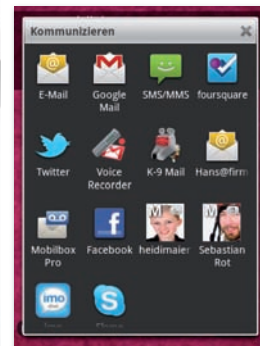 Kommunizieren
E-Mail
Google Mail
SMS/MMS
foursquare
Twitter
Voice Recorder
K-9 Mail
Hans@firm
Mobilbox Pro
Facebook
heidimaier
Sebastian Rot
imo